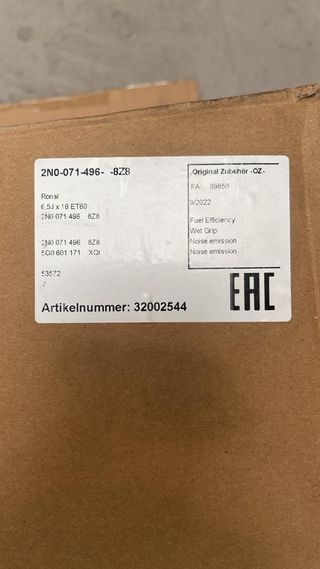 2N0-071-496- -8Z8
Ronal
6.5J x 16 ET60
2N0 071 496 8Z8
2N0 071 496 8Z8
5G0 601 171 XQI
53572
7
Artikelnummer: 32002544
Original Zubehör -OZ-
FA: 89850
9/2022
Fuel Efficiency
Wet Grip
Noise emission
Noise emission
EAC